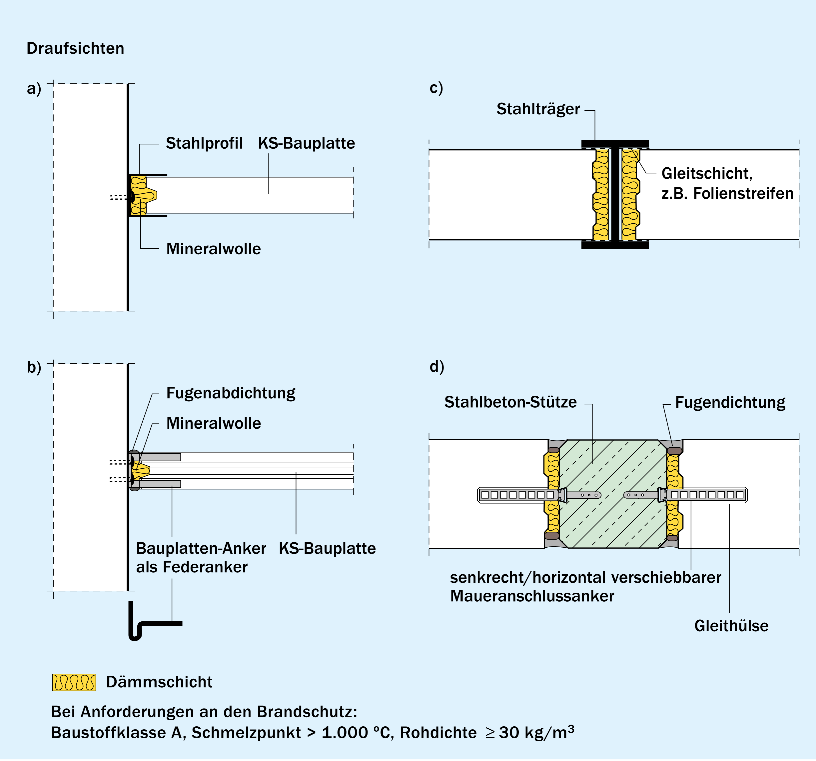 Draufsichten
a)
Stahlprofil KS-Bauplatte
Mineralwolle
c)
Stahlträger
Gleitschicht,
z.B. Folienstreifen
b)
Fugenabdichtung
Mineralwolle
Bauplatten-Anker
als Federanker
KS-Bauplatte
d)
Stahlbeton-Stütze
Fugendichtung
senkrecht/horizontal verschiebbarer
Maueranschlussanker
Gleithülse
Dämmschicht
Bei Anforderungen an den Brandschutz:
Baustoffklasse A, Schmelzpunkt > 1.000 ºC, Rohdichte ≥ 30 kg/m³